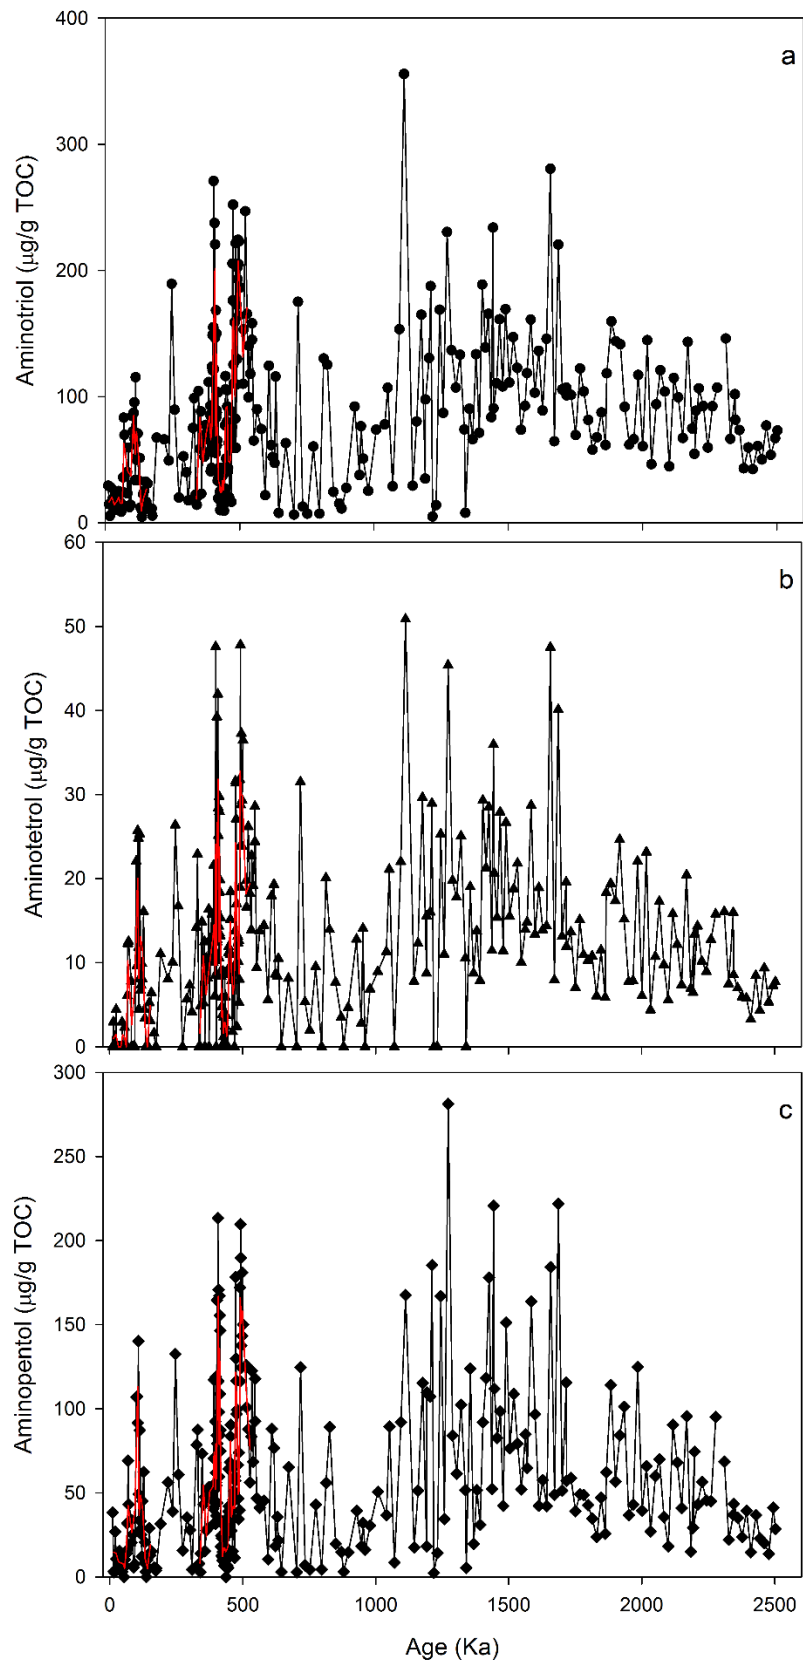 400
a
300
200
100
0
Aminotriol (µg/g TOC)
60
b
50
40
30
20
10
0
Aminotetrol (µg/g TOC)
300
c
250
200
150
100
50
0
Aminopentol (µg/g TOC)
0 500 1000 1500 2000 2500
Age (Ka)